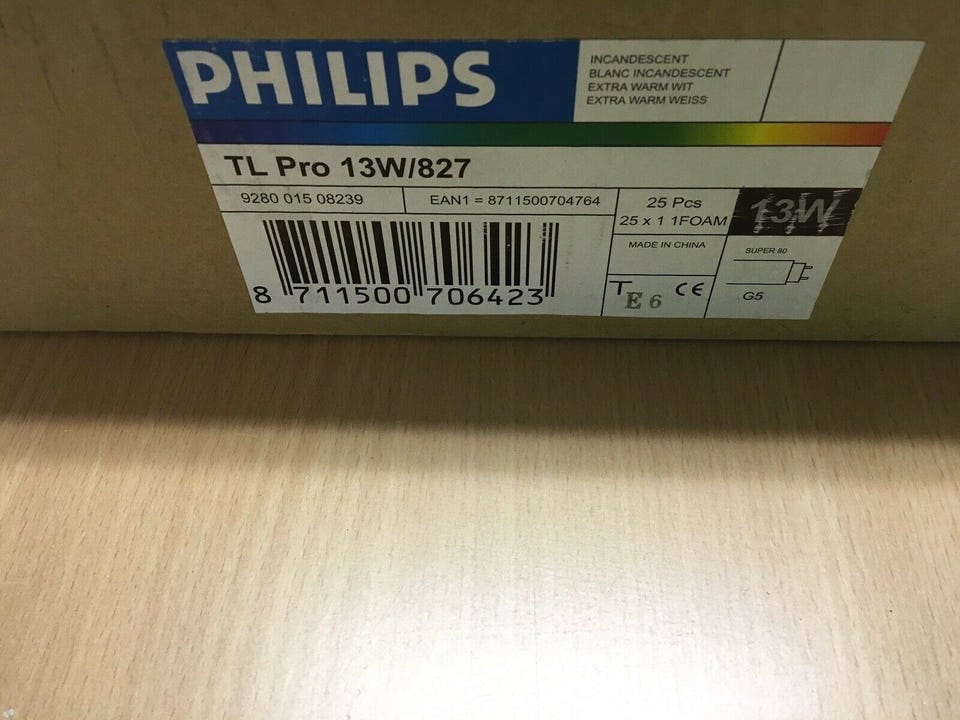 PHILIPS
INCANDESCENT
BLANC INCANDESCENT
EXTRA WARM WIT
EXTRA WARM WEISS
TL Pro 13W/827
9280 015 08239
EAN1 = 8711500704764
25 Pcs
25 x 1 1FOAM
13W
MADE IN CHINA
SUPER 80
T
E6
CE
G5
8 711500 706423